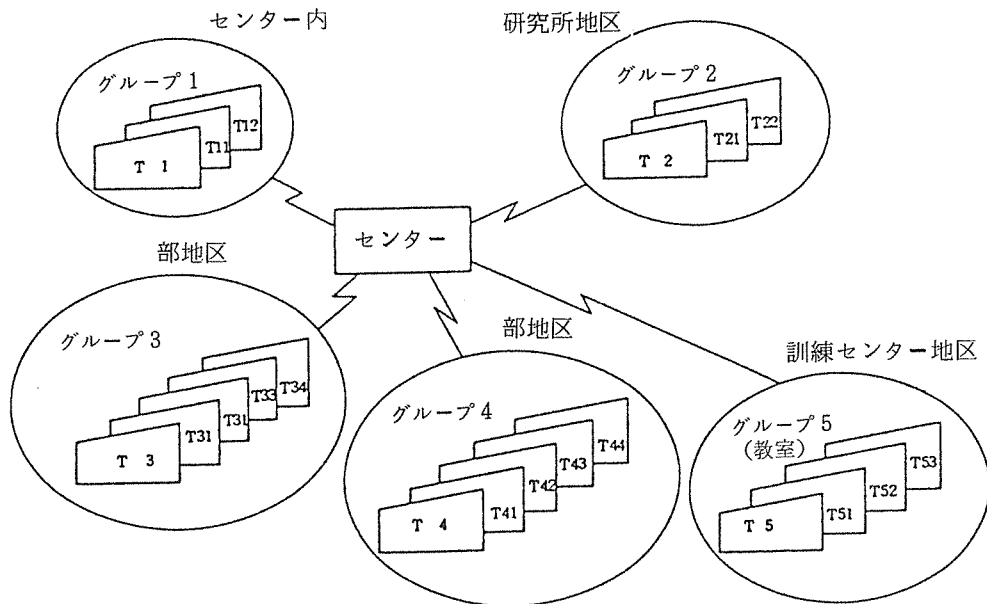 センター内
グループ1
T12
T11
T 1
研究所地区
グループ2
T22
T21
T 2
センター
部地区
グループ3
T34
T33
T31
T31
T 3
部地区
グループ4
T44
T43
T42
T41
T 4
訓練センター地区
グループ5
(教室)
T53
T52
T51
T 5